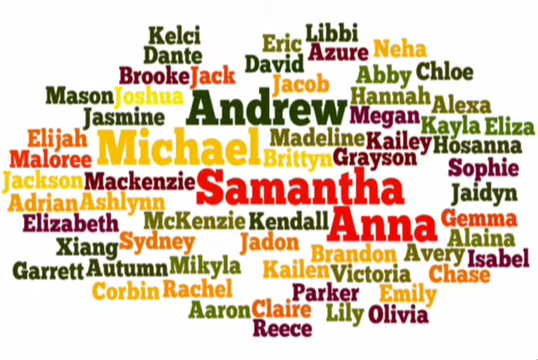 Kelci Libbi
Dante Eric Azure Neha
Brooke Jack David Abby Chloe
Mason Joshua Jacob Hannah Alexa
Jasmine Andrew Megan Kayla Eliza
Elijah Michael Madeline Kailey Hosanna
Maloree Brittyn Grayson Sophie
Jackson Mackenzie Samantha Jaidyn
Adrian Ashlynn
Elizabeth McKenzie Kendall Anna Gemma
Xiang Sydney Jadon Brandon Avery Alaina
Garrett Autumn Mikyla Kailen Victoria Chase Isabel
Corbin Rachel Parker Emily
Aaron Claire Lily Olivia
Reece